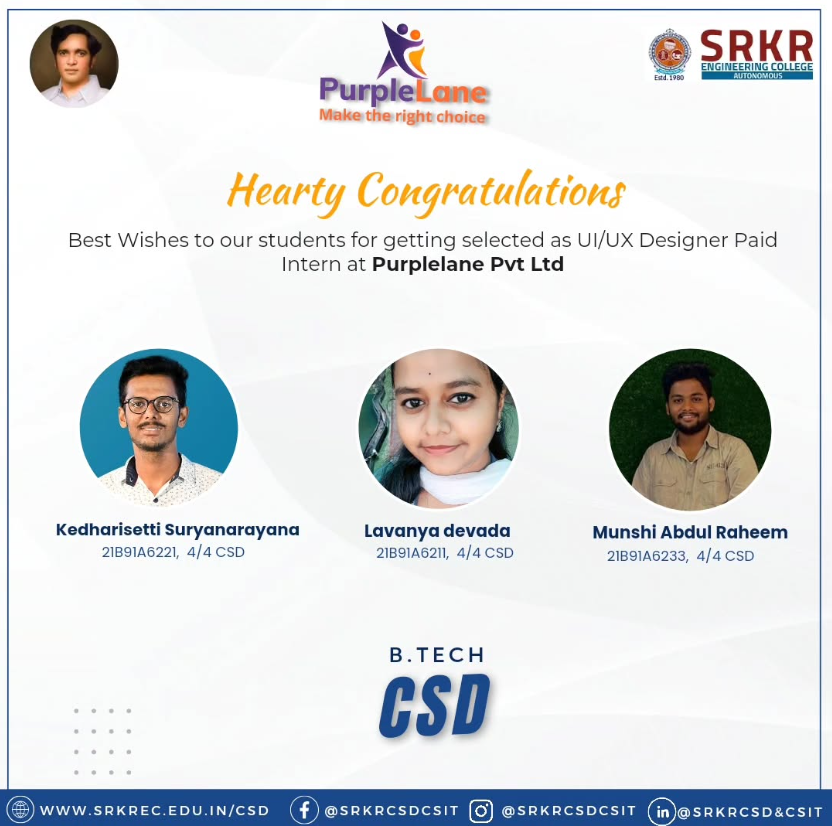 PurpleLane
Make the right choice
Estd. 1980
SRKR
ENGINEERING COLLEGE
AUTONOMOUS
Hearty Congratulations
Best Wishes to our students for getting selected as UI/UX Designer Paid
Intern at Purplelane Pvt Ltd
Kedharisetti Suryanarayana
21B91A6221, 4/4 CSD
Lavanya devada
21B91A6211, 4/4 CSD
Munshi Abdul Raheem
21B91A6233, 4/4 CSD
B.TECH
CSD
WWW.SRKREC.EDU.IN/CSD
@SRKRCSDCSIT
@SRKRCSDCSIT
@SRKRCSD&CSIT